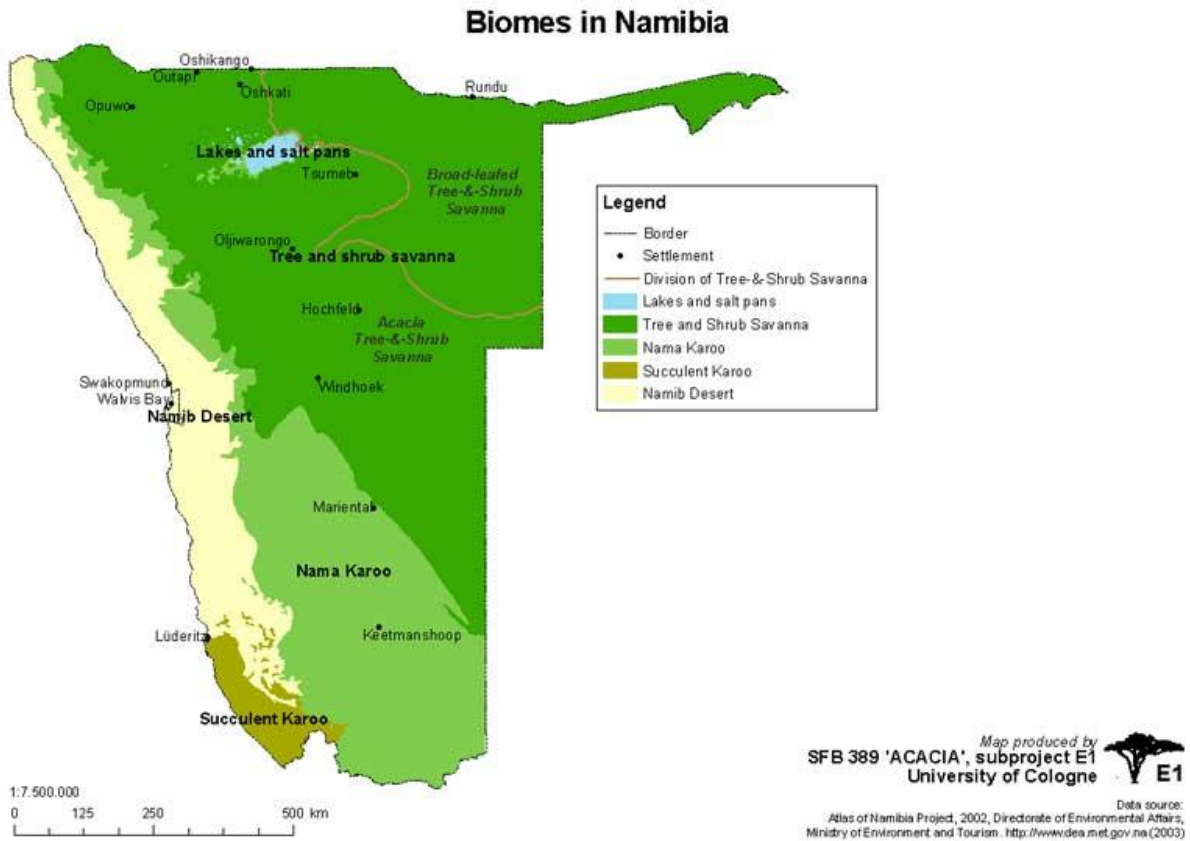 Biomes in Namibia
Oshikango
Outapi
Oshkati
Rundu
Opuwo
Lakes and salt pans
Tsumeb
Broad-leafed
Tree-&-Shrub
Savanna
Oljiwarongo
Tree and shrub savanna
Hochfeld
Acacia
Tree-&-Shrub
Savanna
Swakopmund
Walvis Bay
Windhoek
Namib Desert
Mariental
Nama Karoo
Lüderitz
Keetmanshoop
Succulent Karoo
Legend
Border
Settlement
Division of Tree-&-Shrub Savanna
Lakes and salt pans
Tree and Shrub Savanna
Nama Karoo
Succulent Karoo
Namib Desert
1:7.500.000
0 125 250 500 km
Map produced by
SFB 389 'ACACIA', subproject E1
University of Cologne
E1
Data source:
Atlas of Namibia Project, 2002, Directorate of Environmental Affairs,
Ministry of Environment and Tourism. http://www.dea.met.gov.na (2003)